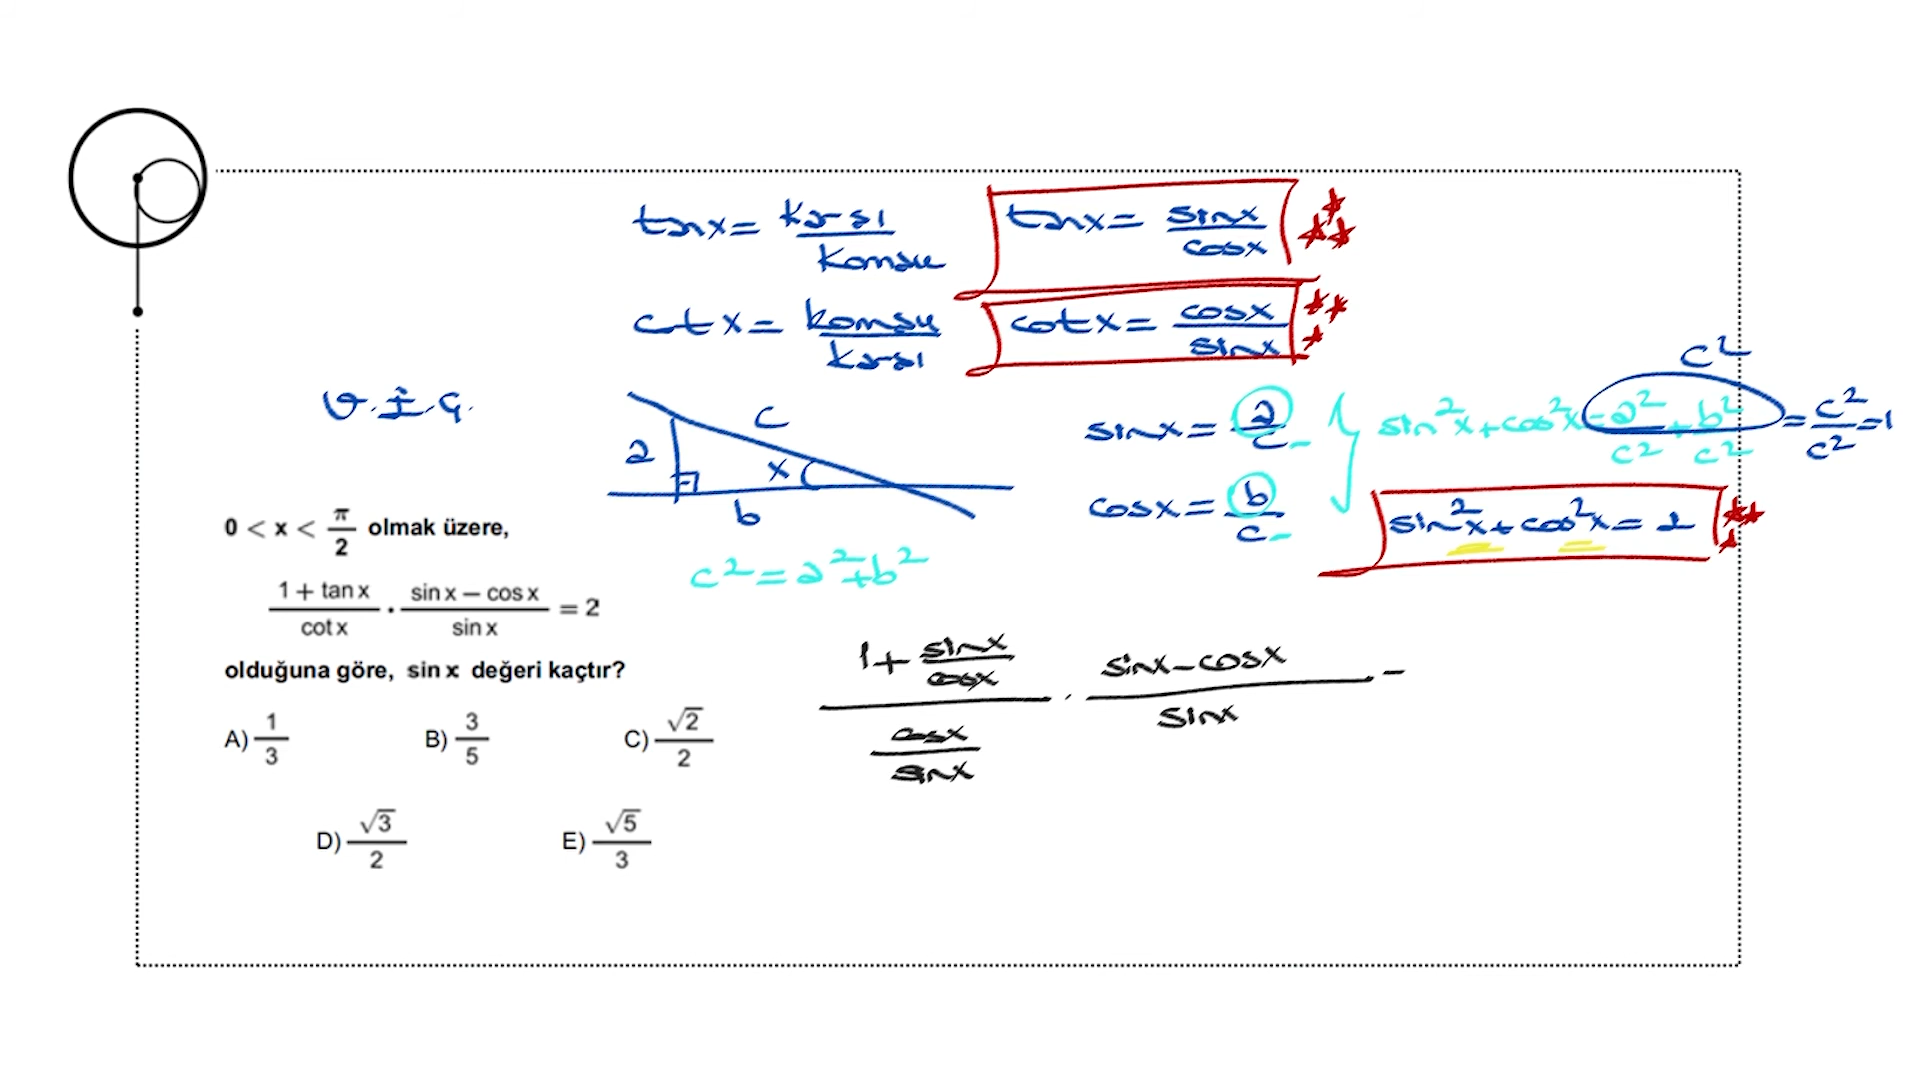 tanx = karşı/komşu
tanx = sinx/cosx
cotx = komşu/karşı
cotx = cosx/sinx
v.İ.Ç.
a
c
x
b
c² = a² + b²
sinx = a/c
cosx = b/c
sin²x + cos²x = a²/c² + b²/c² = c²/c² = 1
c²
sin²x + cos²x = 1
0 < x < π/2 olmak üzere,
(1 + tan x)/(cot x) · (sin x − cos x)/(sin x) = 2
olduğuna göre, sin x değeri kaçtır?
A) 1/3 B) 3/5 C) √2/2
D) √3/2 E) √5/3
(1 + sinx/cosx)/(cosx/sinx) · (sinx − cosx)/(sinx) −